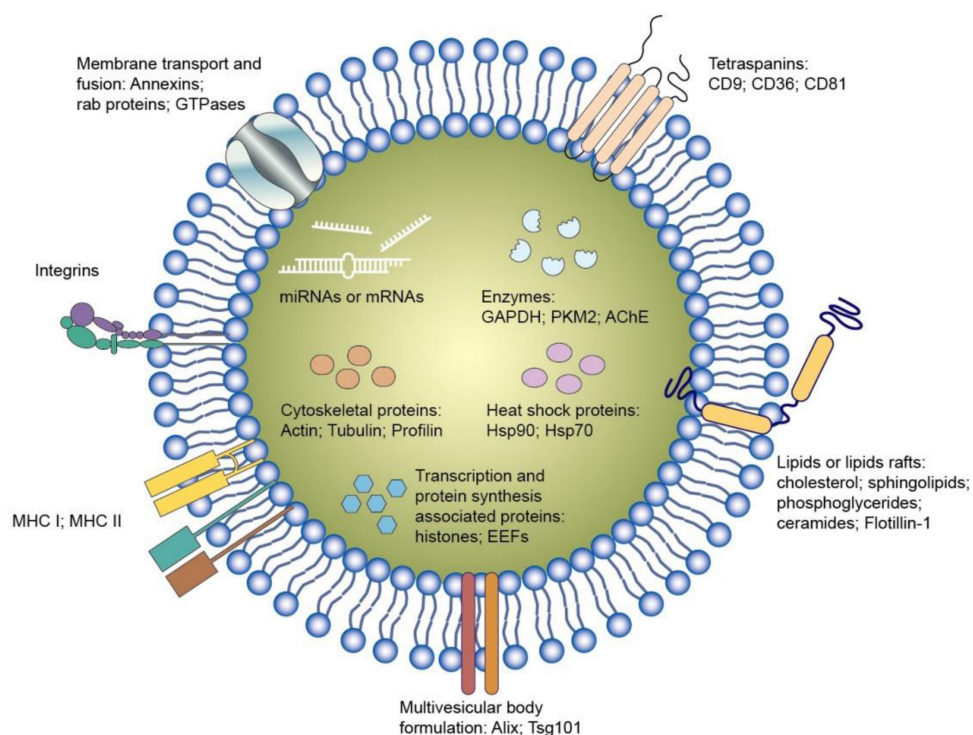 Membrane transport and
fusion: Annexins;
rab proteins; GTPases
Tetraspanins:
CD9; CD36; CD81
Integrins
miRNAs or mRNAs
Enzymes:
GAPDH; PKM2; AChE
Cytoskeletal proteins:
Actin; Tubulin; Profilin
Heat shock proteins:
Hsp90; Hsp70
Lipids or lipids rafts:
cholesterol; sphingolipids;
phosphoglycerides;
ceramides; Flotillin-1
MHC I; MHC II
Transcription and
protein synthesis
associated proteins:
histones; EEFs
Multivesicular body
formulation: Alix; Tsg101